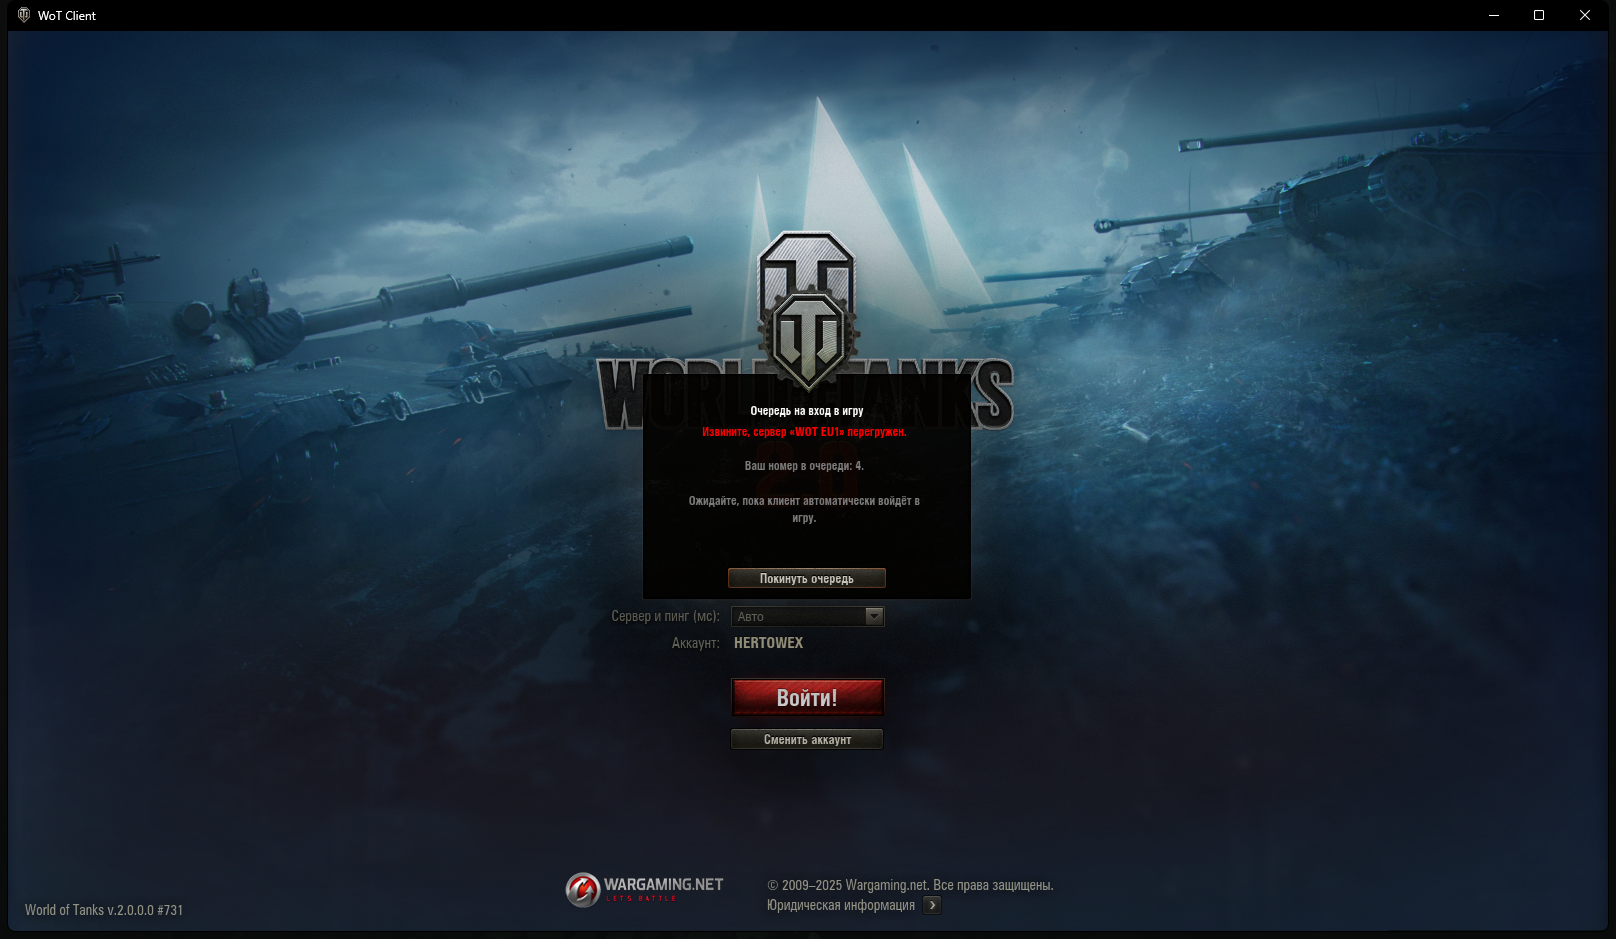 WoT Client
WORLD OF TANKS
2.0
Очередь на вход в игру
Извините, сервер «WOT EU1» перегружен.
Ваш номер в очереди: 4.
Ожидайте, пока клиент автоматически войдёт в
игру.
Покинуть очередь
Сервер и пинг (мс): Авто
Аккаунт: HERTOWEX
Войти!
Сменить аккаунт
WARGAMING.NET
LET'S BATTLE
© 2009–2025 Wargaming.net. Все права защищены.
Юридическая информация
World of Tanks v.2.0.0.0 #731